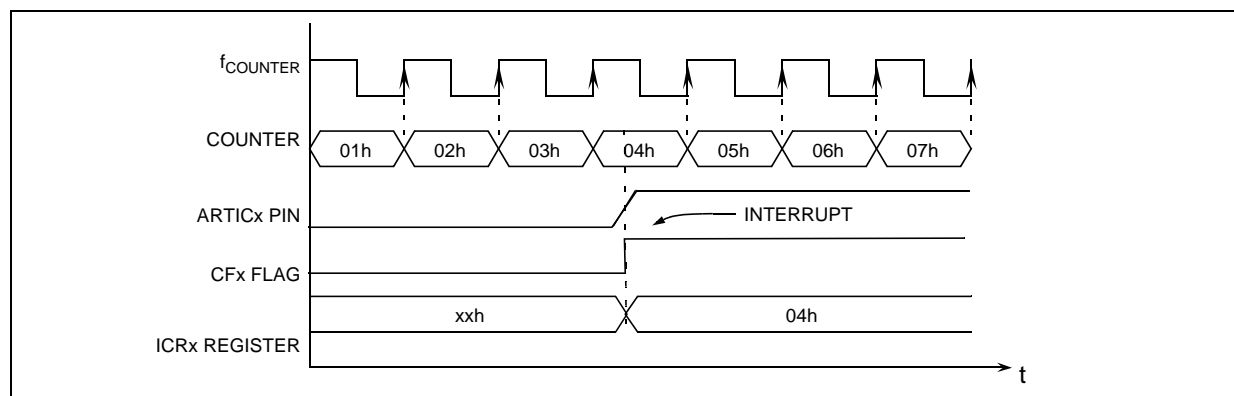 fCOUNTER
COUNTER
01h 02h 03h 04h 05h 06h 07h
ARTICx PIN
INTERRUPT
CFx FLAG
xxh 04h
ICRx REGISTER
t